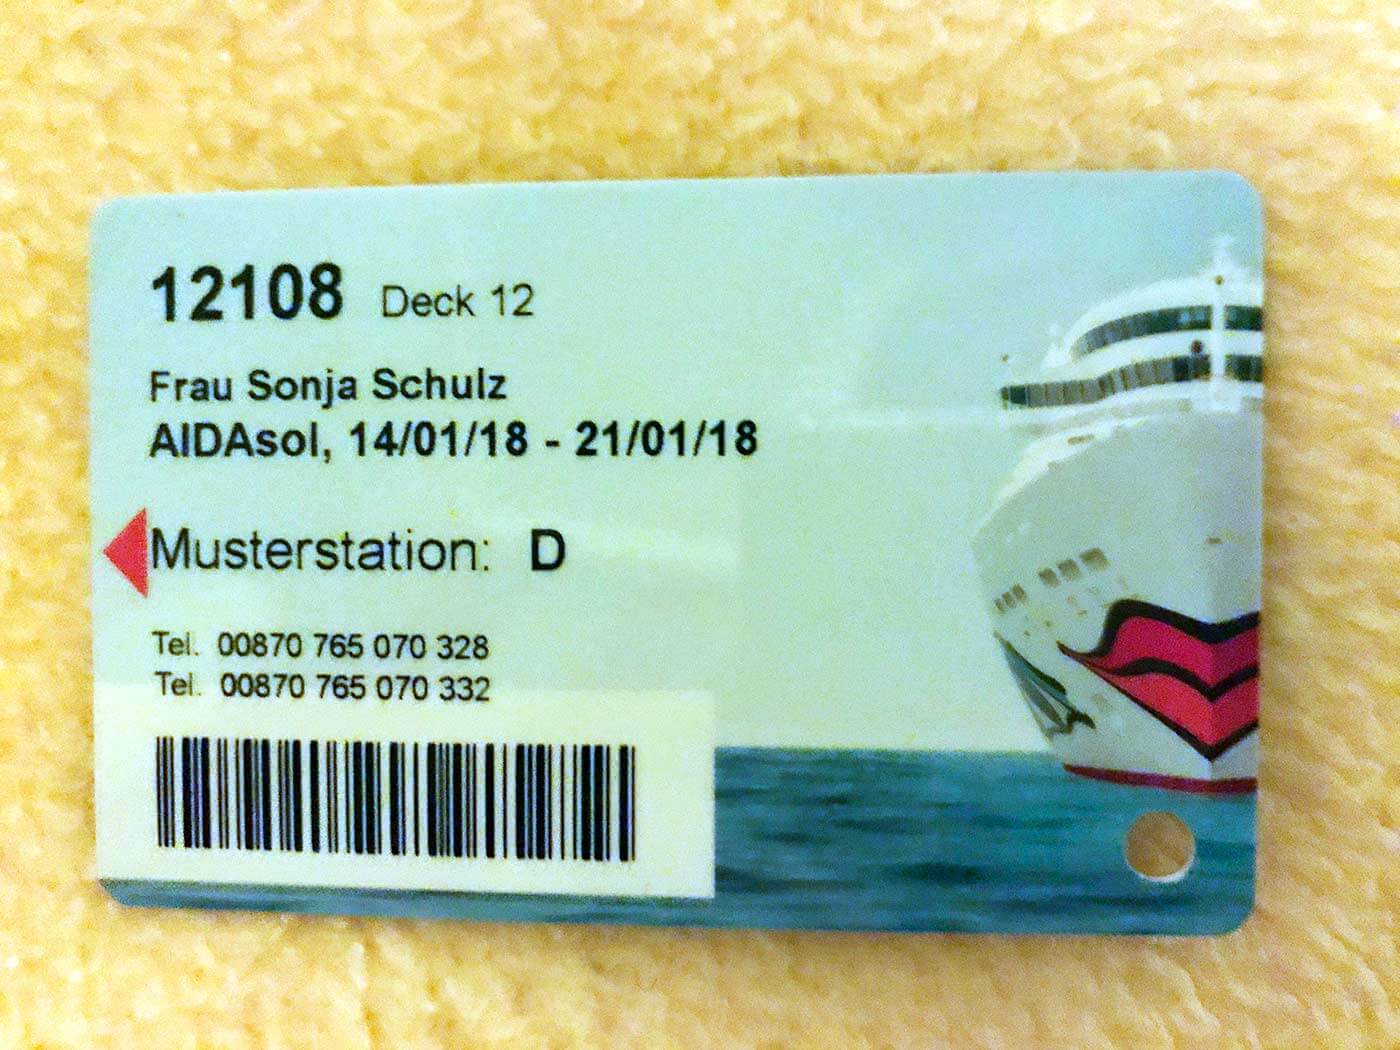 12108 Deck 12
Frau Sonja Schulz
AIDAsol, 14/01/18 - 21/01/18
Musterstation: D
Tel. 00870 765 070 328
Tel. 00870 765 070 332